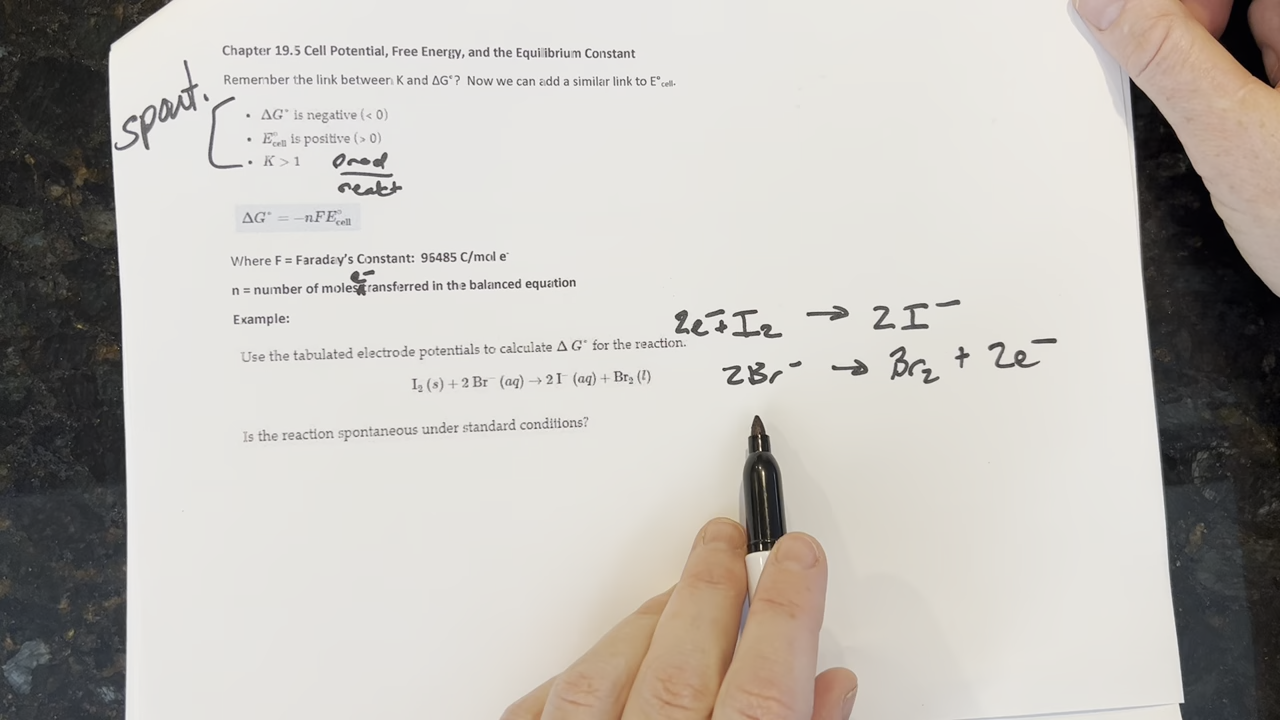 Chapter 19.5 Cell Potential, Free Energy, and the Equilibrium Constant
Remember the link between K and ΔG°? Now we can add a similar link to E°cell.
spont.
• ΔG° is negative (< 0)
• E°cell is positive (> 0)
• K > 1
prod
react
ΔG° = −nFE°cell
Where F = Faraday's Constant: 96485 C/mol e-
e−
n = number of moles transferred in the balanced equation
Example:
Use the tabulated electrode potentials to calculate Δ G° for the reaction.
I2 (s) + 2 Br− (aq) → 2 I− (aq) + Br2 (l)
Is the reaction spontaneous under standard conditions?
2e− + I2 → 2I−
2Br− → Br2 + 2e−